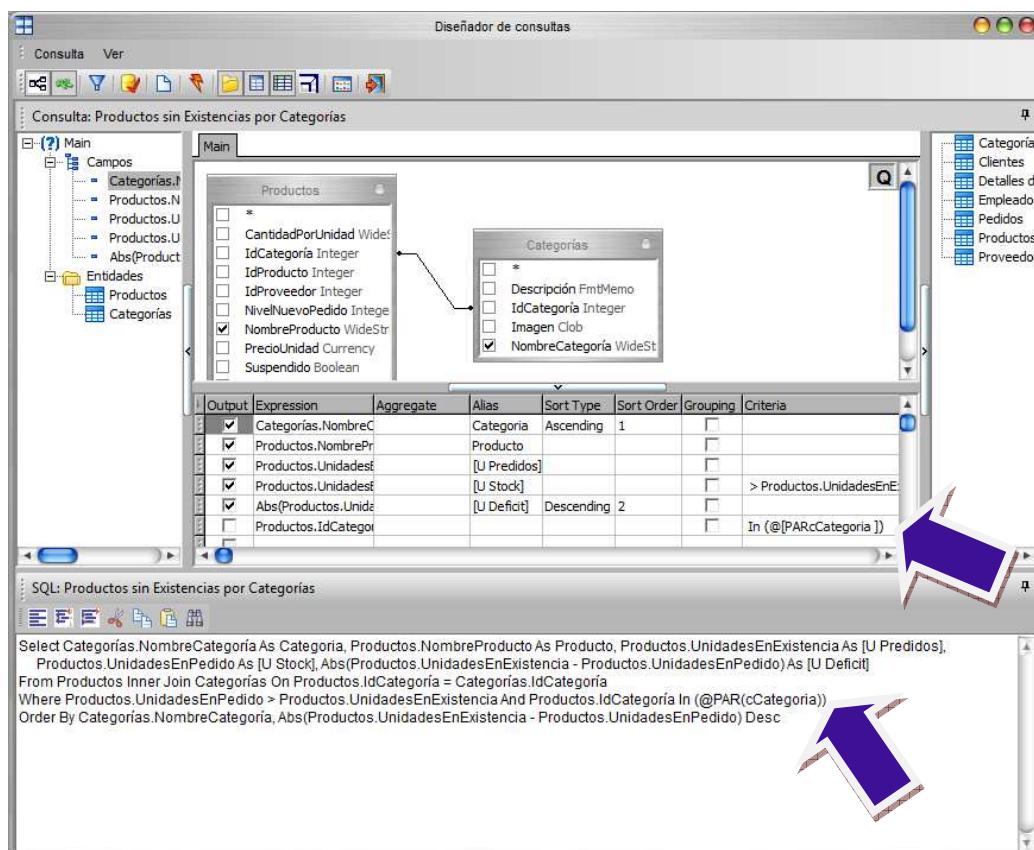 Diseñador de consultas
Consulta Ver
Consulta: Productos sin Existencias por Categorías
(?) Main
Campos
Categorías.N
Productos.N
Productos.U
Productos.U
Abs(Product
Entidades
Productos
Categorías
Main
Q
Productos
*
CantidadPorUnidad WideS
IdCategoría Integer
IdProducto Integer
IdProveedor Integer
NivelNuevoPedido Intege
NombreProducto WideStr
PrecioUnidad Currency
Suspendido Boolean
Categorías
*
Descripción FmtMemo
IdCategoría Integer
Imagen Clob
NombreCategoría WideSt
Categoría
Clientes
Detalles d
Empleado
Pedidos
Productos
Proveedo
Output Expression Aggregate Alias Sort Type Sort Order Grouping Criteria
Categorías.NombreC Categoria Ascending 1
Productos.NombrePr Producto
Productos.UnidadesE [U Predidos]
Productos.UnidadesE [U Stock] > Productos.UnidadesEnE
Abs(Productos.Unida [U Deficit] Descending 2
Productos.IdCategor In (@[PARcCategoria ])
SQL: Productos sin Existencias por Categorías
Select Categorías.NombreCategoría As Categoria, Productos.NombreProducto As Producto, Productos.UnidadesEnExistencia As [U Predidos],
Productos.UnidadesEnPedido As [U Stock], Abs(Productos.UnidadesEnExistencia - Productos.UnidadesEnPedido) As [U Deficit]
From Productos Inner Join Categorías On Productos.IdCategoría = Categorías.IdCategoría
Where Productos.UnidadesEnPedido > Productos.UnidadesEnExistencia And Productos.IdCategoría In (@PAR(cCategoria))
Order By Categorías.NombreCategoría, Abs(Productos.UnidadesEnExistencia - Productos.UnidadesEnPedido) Desc